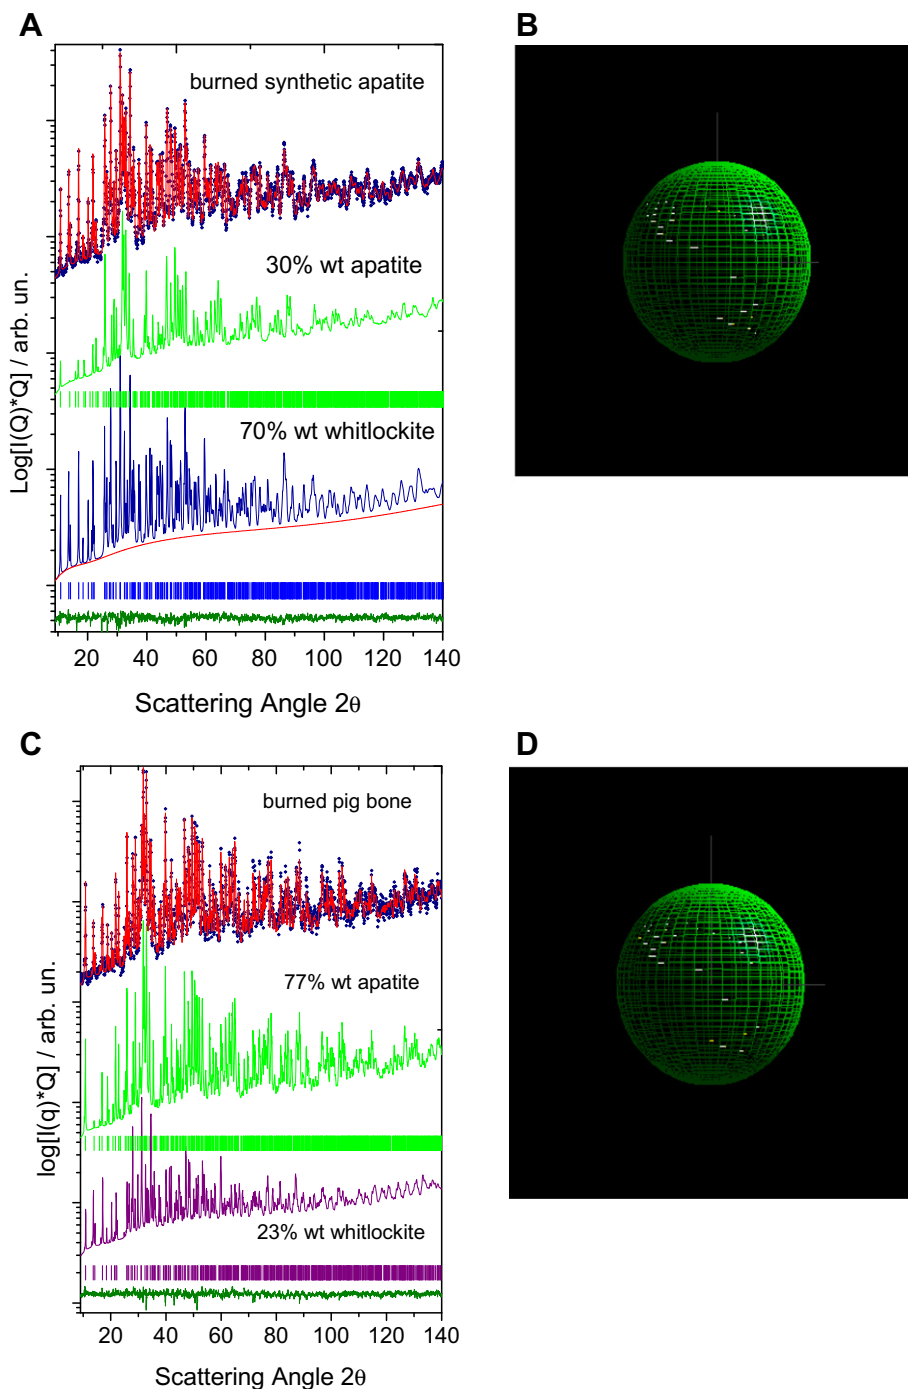 A
B
burned synthetic apatite
30% wt apatite
70% wt whitlockite
Log[I(Q)*Q] / arb. un.
20 40 60 80 100 120 140
Scattering Angle 2θ
C
D
burned pig bone
77% wt apatite
23% wt whitlockite
log[I(q)*Q] / arb. un.
20 40 60 80 100 120 140
Scattering Angle 2θ